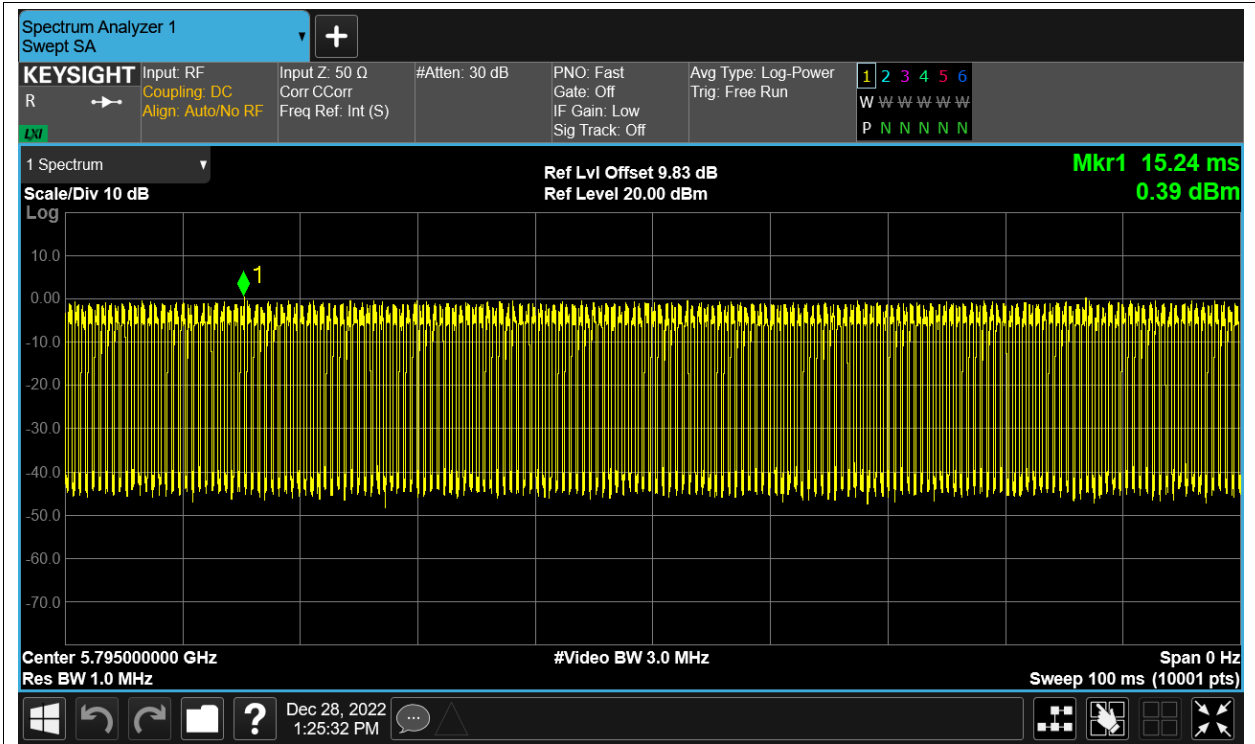 Spectrum Analyzer 1
Swept SA
KEYSIGHT
R
LXI
Input: RF
Coupling: DC
Align: Auto/No RF
Input Z: 50 Ω
Corr CCorr
Freq Ref: Int (S)
#Atten: 30 dB
PNO: Fast
Gate: Off
IF Gain: Low
Sig Track: Off
Avg Type: Log-Power
Trig: Free Run
1 2 3 4 5 6
W W W W W W
P N N N N N
1 Spectrum
Scale/Div 10 dB
Log
Ref Lvl Offset 9.83 dB
Ref Level 20.00 dBm
Mkr1 15.24 ms
0.39 dBm
10.0
1
0.00
-10.0
-20.0
-30.0
-40.0
-50.0
-60.0
-70.0
Center 5.795000000 GHz
Res BW 1.0 MHz
#Video BW 3.0 MHz
Span 0 Hz
Sweep 100 ms (10001 pts)
?
Dec 28, 2022
1:25:32 PM